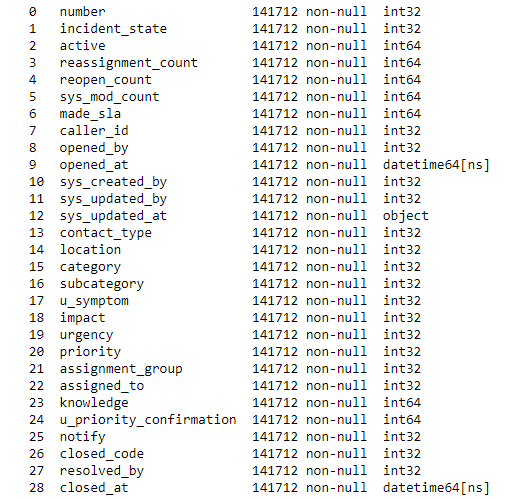 0 number 141712 non-null int32
1 incident_state 141712 non-null int32
2 active 141712 non-null int64
3 reassignment_count 141712 non-null int64
4 reopen_count 141712 non-null int64
5 sys_mod_count 141712 non-null int64
6 made_sla 141712 non-null int64
7 caller_id 141712 non-null int32
8 opened_by 141712 non-null int32
9 opened_at 141712 non-null datetime64[ns]
10 sys_created_by 141712 non-null int32
11 sys_updated_by 141712 non-null int32
12 sys_updated_at 141712 non-null object
13 contact_type 141712 non-null int32
14 location 141712 non-null int32
15 category 141712 non-null int32
16 subcategory 141712 non-null int32
17 u_symptom 141712 non-null int32
18 impact 141712 non-null int32
19 urgency 141712 non-null int32
20 priority 141712 non-null int32
21 assignment_group 141712 non-null int32
22 assigned_to 141712 non-null int32
23 knowledge 141712 non-null int64
24 u_priority_confirmation 141712 non-null int64
25 notify 141712 non-null int32
26 closed_code 141712 non-null int32
27 resolved_by 141712 non-null int32
28 closed_at 141712 non-null datetime64[ns]